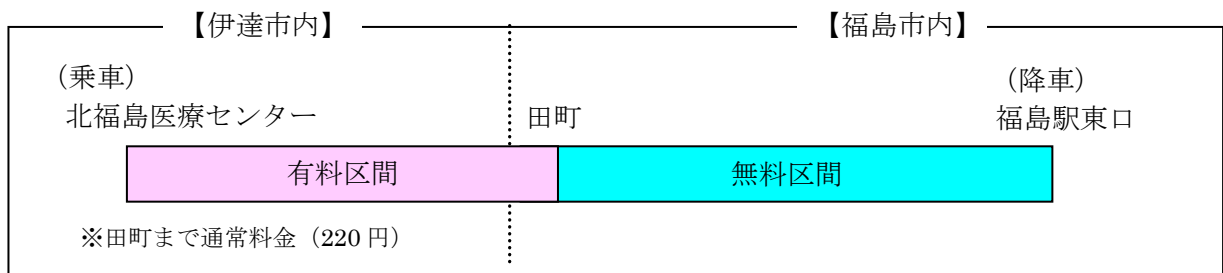 【伊達市内】 【福島市内】
(乗車) (降車)
北福島医療センター 田町 福島駅東口
有料区間 無料区間
※田町まで通常料金(220円)